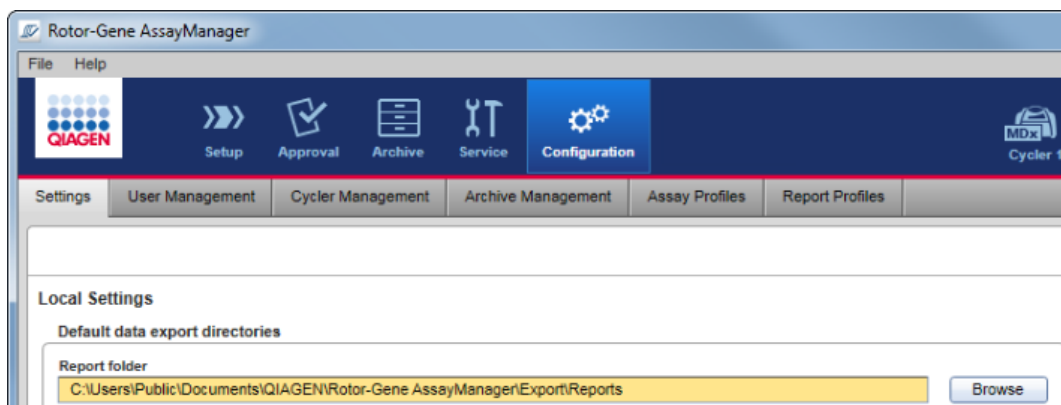 Rotor-Gene AssayManager
File Help
QIAGEN Setup Approval Archive Service Configuration MDx Cycler 1
Settings User Management Cycler Management Archive Management Assay Profiles Report Profiles
Local Settings
Default data export directories
Report folder
C:\Users\Public\Documents\QIAGEN\Rotor-Gene AssayManager\Export\Reports Browse